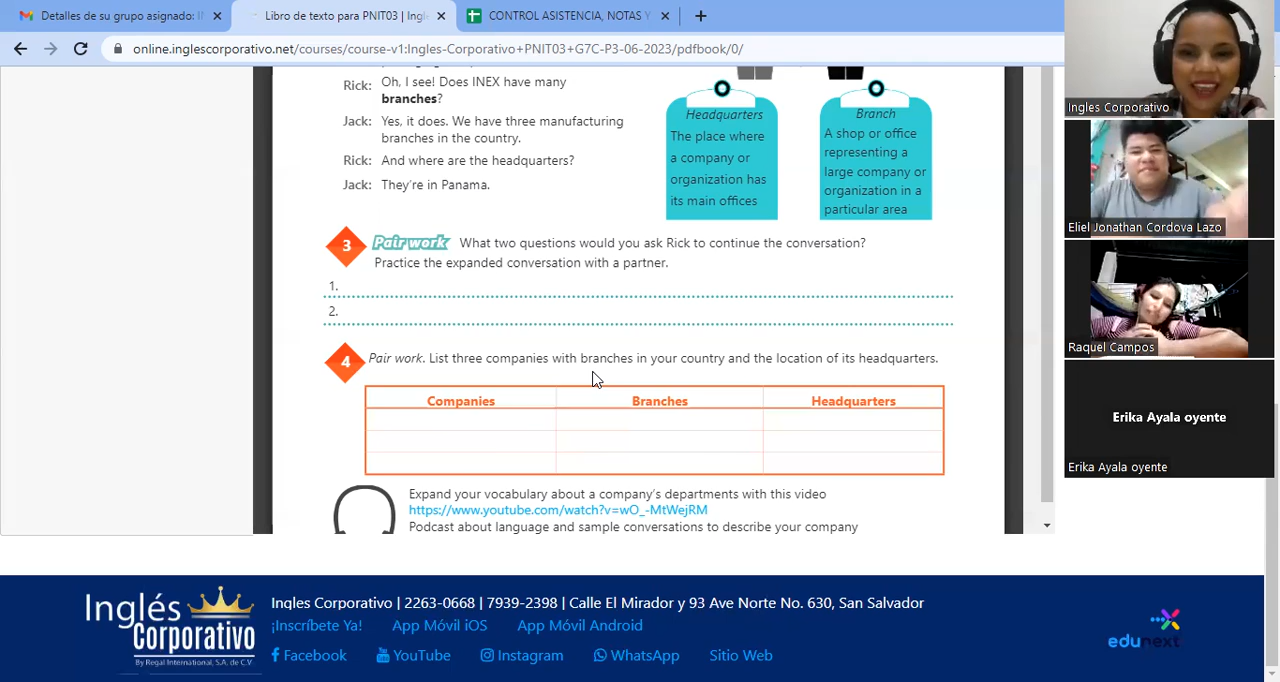 Detalles de su grupo asignado: IN
Libro de texto para PNIT03 | Ingl
CONTROL ASISTENCIA, NOTAS Y
online.inglescorporativo.net/courses/course-v1:Ingles-Corporativo+PNIT03+G7C-P3-06-2023/pdfbook/0/
Rick: Oh, I see! Does INEX have many
branches?
Jack: Yes, it does. We have three manufacturing
branches in the country.
Rick: And where are the headquarters?
Jack: They're in Panama.
Headquarters
The place where
a company or
organization has
its main offices
Branch
A shop or office
representing a
large company or
organization in a
particular area
3 Pair work What two questions would you ask Rick to continue the conversation?
Practice the expanded conversation with a partner.
1.
2.
4 Pair work. List three companies with branches in your country and the location of its headquarters.
Companies Branches Headquarters
Expand your vocabulary about a company's departments with this video
https://www.youtube.com/watch?v=wO_-MtWejRM
Podcast about language and sample conversations to describe your company
Ingles Corporativo
Eliel Jonathan Cordova Lazo
Raquel Campos
Erika Ayala oyente
Erika Ayala oyente
Inglés
Corporativo
By Regal International, S.A. de C.V.
Ingles Corporativo | 2263-0668 | 7939-2398 | Calle El Mirador y 93 Ave Norte No. 630, San Salvador
¡Inscríbete Ya! App Móvil iOS App Móvil Android
Facebook YouTube Instagram WhatsApp Sitio Web
edunext